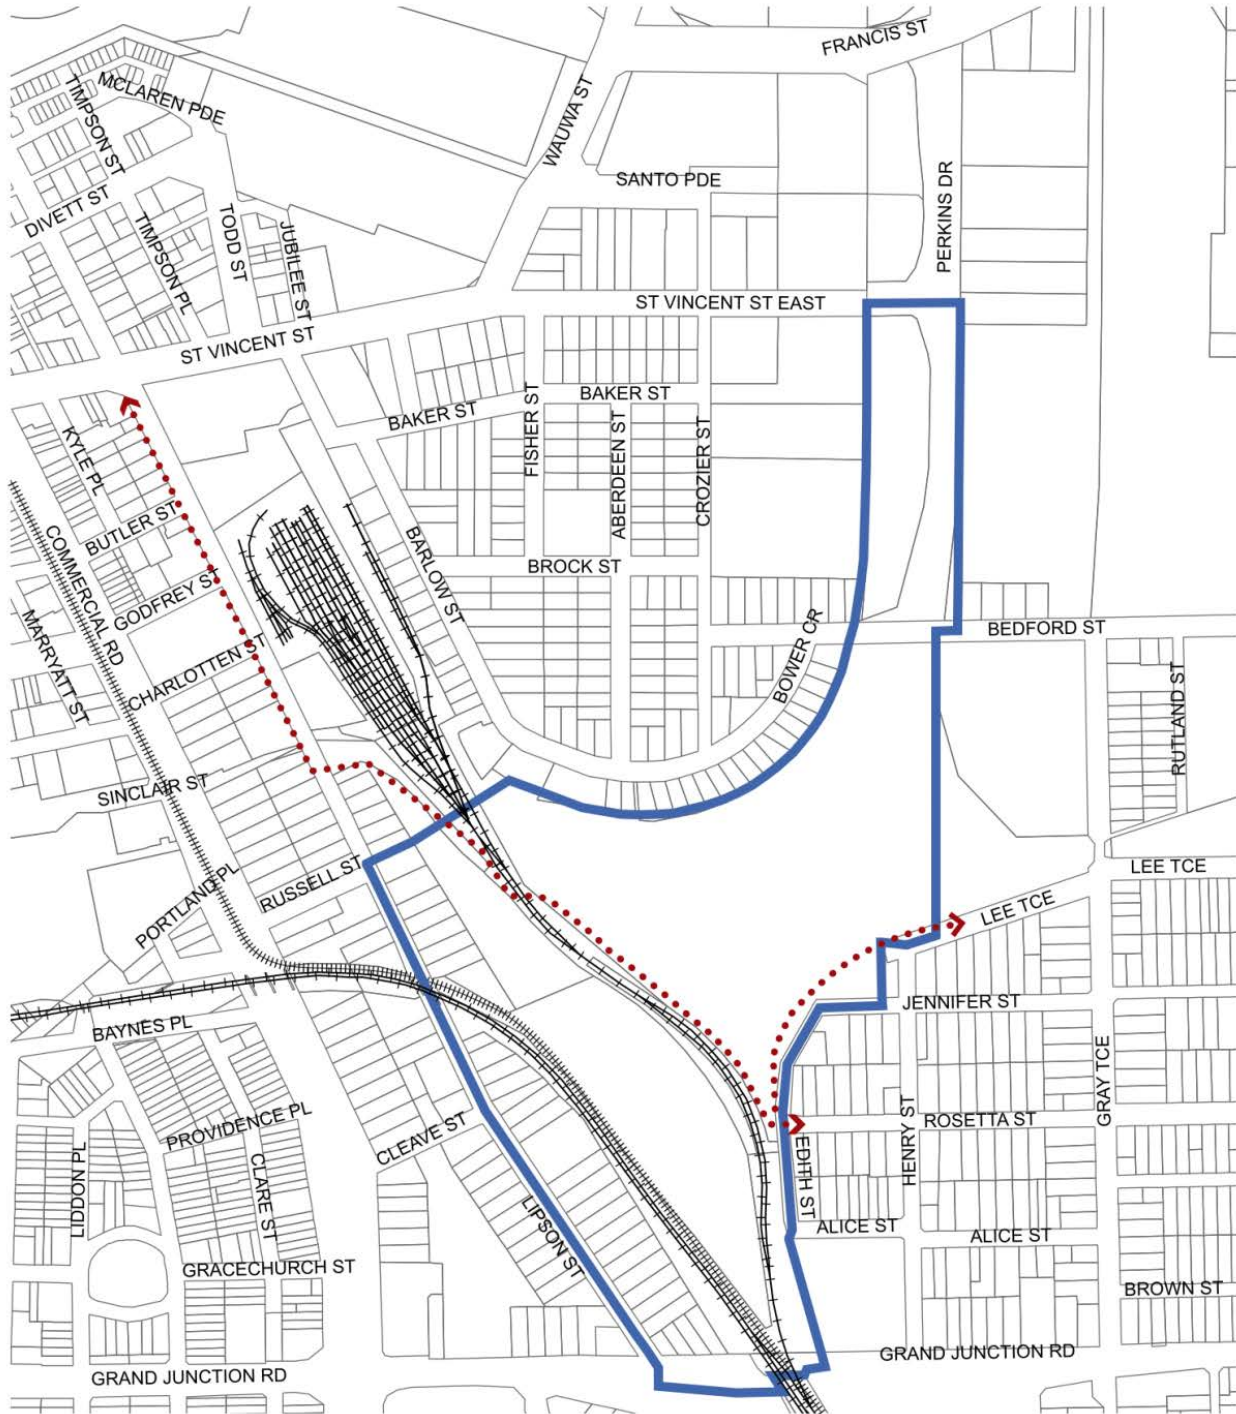 FRANCIS ST
TIMPSON ST
MCLAREN PDE
WAUWA ST
SANTO PDE
DIVETT ST
TIMPSON PL
TODD ST
JUBILEE ST
PERKINS DR
ST VINCENT ST EAST
ST VINCENT ST
BAKER ST
BAKER ST
FISHER ST
ABERDEEN ST
CROZIER ST
KYLE PL
BUTLER ST
COMMERCIAL RD
GODFREY ST
BARLOW ST
BROCK ST
MARRYATT ST
CHARLOTTEN ST
BOWER CR
BEDFORD ST
RUTLAND ST
SINCLAIR ST
RUSSELL ST
PORTLAND PL
LEE TCE
LEE TCE
JENNIFER ST
BAYNES PL
GRAY TCE
PROVIDENCE PL
CLEAVE ST
ROSETTA ST
HENRY ST
EDITH ST
LIDDON PL
CLARE ST
LIPSON ST
ALICE ST
ALICE ST
GRACECHURCH ST
BROWN ST
GRAND JUNCTION RD
GRAND JUNCTION RD